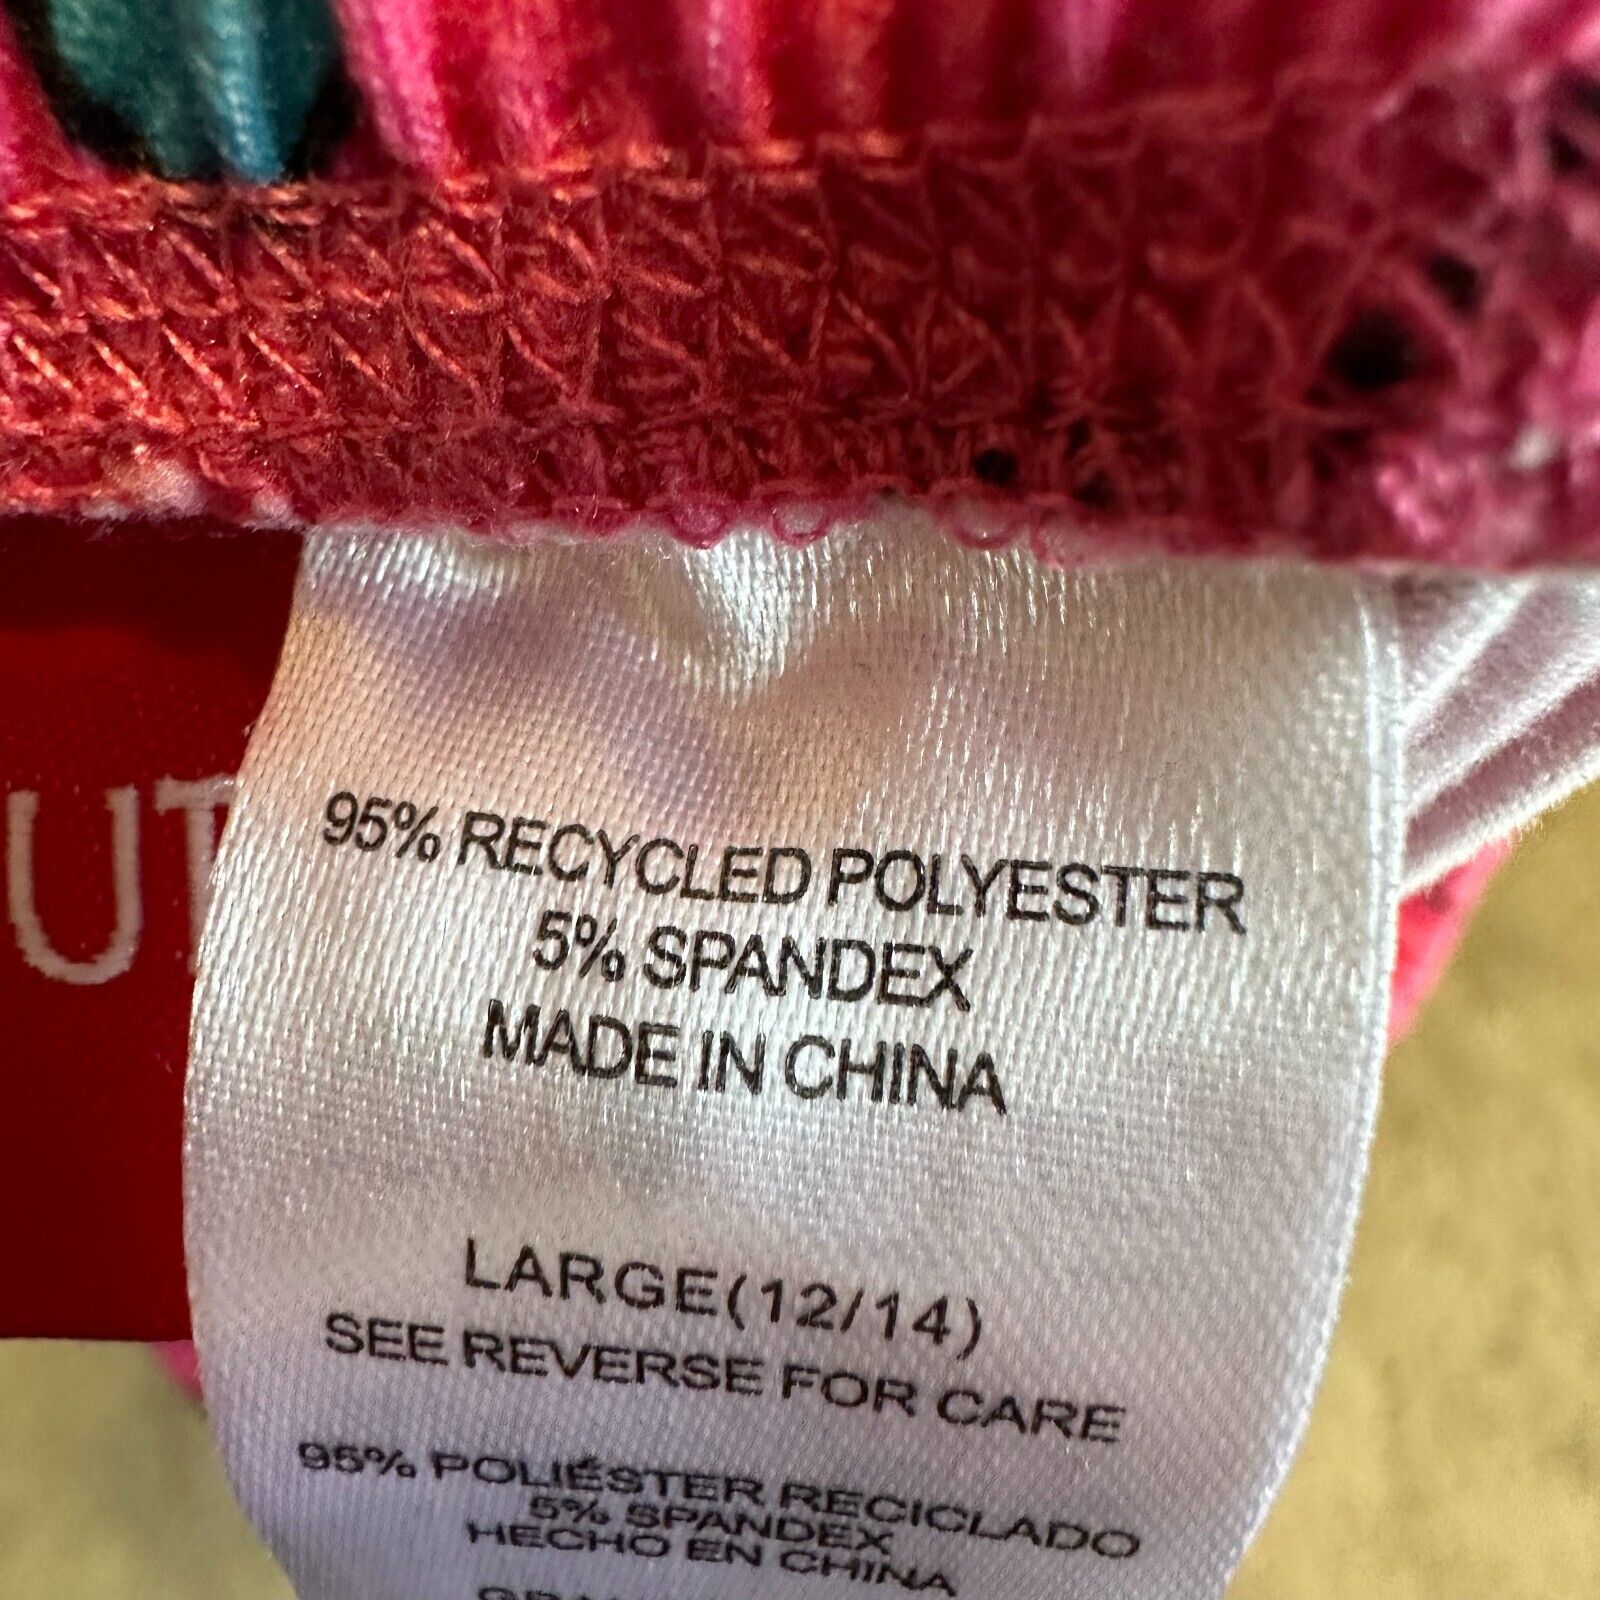 UT
95% RECYCLED POLYESTER
5% SPANDEX
MADE IN CHINA
LARGE(12/14)
SEE REVERSE FOR CARE
95% POLIÉSTER RECICLADO
5% SPANDEX
HECHO EN CHINA